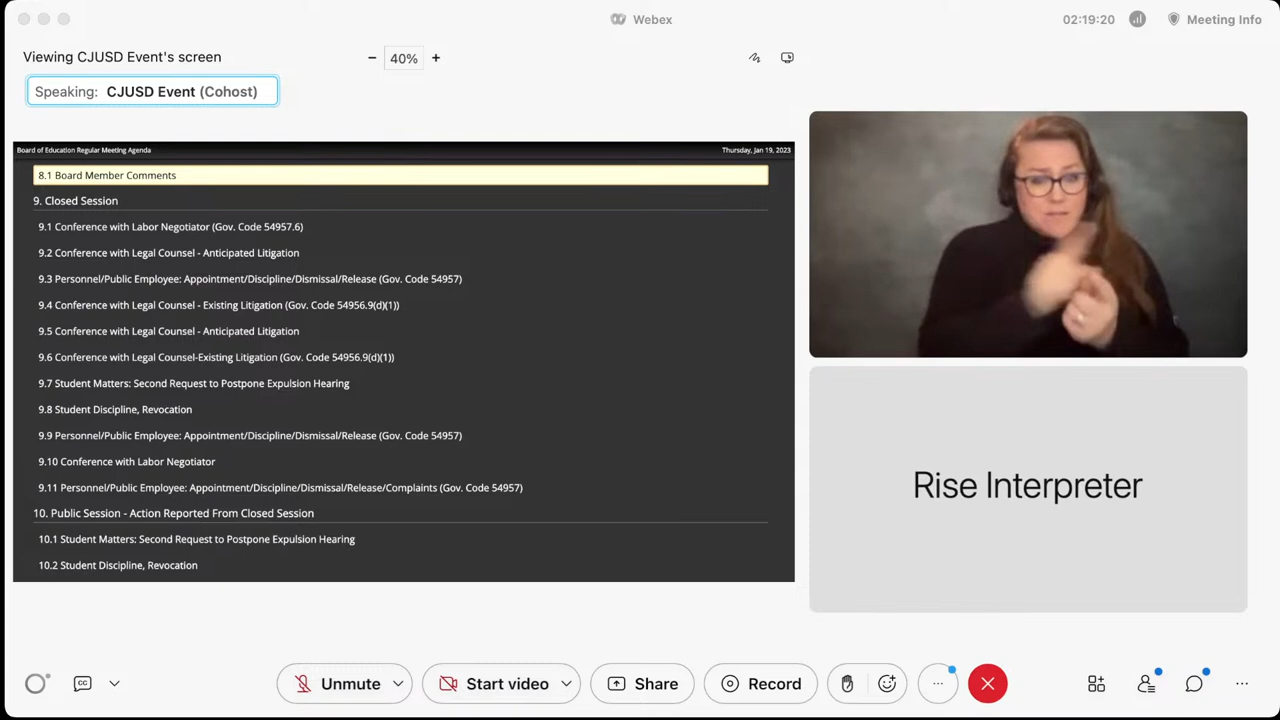 Webex
02:19:20
Meeting Info
Viewing CJUSD Event's screen
− 40% +
Speaking: CJUSD Event (Cohost)
Board of Education Regular Meeting Agenda
Thursday, Jan 19, 2023
8.1 Board Member Comments
9. Closed Session
9.1 Conference with Labor Negotiator (Gov. Code 54957.6)
9.2 Conference with Legal Counsel - Anticipated Litigation
9.3 Personnel/Public Employee: Appointment/Discipline/Dismissal/Release (Gov. Code 54957)
9.4 Conference with Legal Counsel - Existing Litigation (Gov. Code 54956.9(d)(1))
9.5 Conference with Legal Counsel - Anticipated Litigation
9.6 Conference with Legal Counsel-Existing Litigation (Gov. Code 54956.9(d)(1))
9.7 Student Matters: Second Request to Postpone Expulsion Hearing
9.8 Student Discipline, Revocation
9.9 Personnel/Public Employee: Appointment/Discipline/Dismissal/Release (Gov. Code 54957)
9.10 Conference with Labor Negotiator
9.11 Personnel/Public Employee: Appointment/Discipline/Dismissal/Release/Complaints (Gov. Code 54957)
10. Public Session - Action Reported From Closed Session
10.1 Student Matters: Second Request to Postpone Expulsion Hearing
10.2 Student Discipline, Revocation
Rise Interpreter
CC
Unmute
Start video
Share
Record